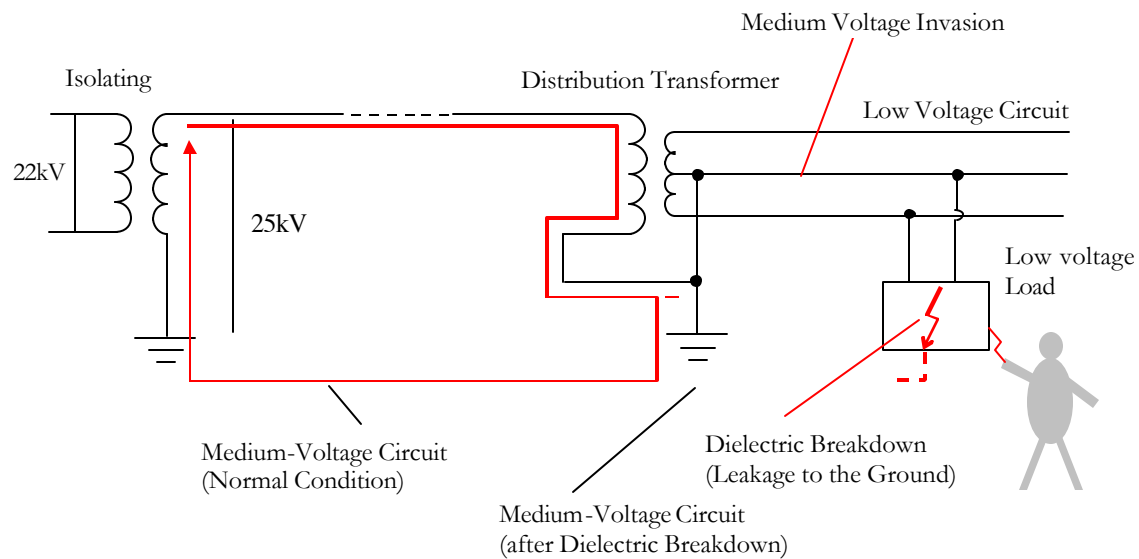 Medium Voltage Invasion
Isolating
Distribution Transformer
Low Voltage Circuit
22kV
25kV
Low voltage
Load
Medium-Voltage Circuit
(Normal Condition)
Dielectric Breakdown
(Leakage to the Ground)
Medium-Voltage Circuit
(after Dielectric Breakdown)